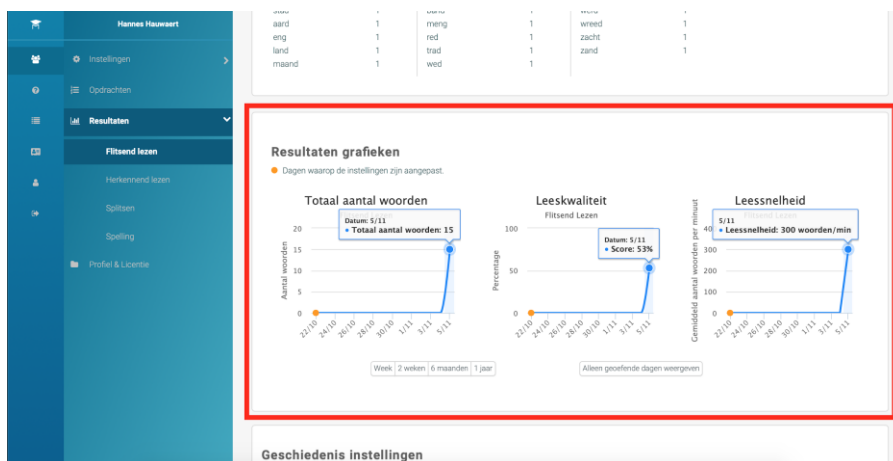 Hannes Hauwaert
Instellingen
Opdrachten
Resultaten
Flitsend lezen
Herkennend lezen
Splitsen
Spelling
Profiel & Licentie
aard 1 meng 1 wreed 1
eng 1 red 1 zacht 1
land 1 trad 1 zand 1
maand 1 wed 1
Resultaten grafieken
Dagen waarop de instellingen zijn aangepast.
Totaal aantal woorden
Datum: 5/11
Totaal aantal woorden: 15
Aantal woorden
20
15
10
5
0
22/10 24/10 26/10 28/10 30/10 1/11 3/11 5/11
Leeskwaliteit
Flitsend Lezen
Datum: 5/11
Score: 53%
Percentage
100
50
0
22/10 24/10 26/10 28/10 30/10 1/11 3/11 5/11
Leessnelheid
Flitsend Lezen
5/11
Leessnelheid: 300 woorden/min
Gemiddeld aantal woorden per minuut
300
200
100
0
22/10 24/10 26/10 28/10 30/10 1/11 3/11 5/11
Week 2 weken 6 maanden 1 jaar
Alleen geoefende dagen weergeven
Geschiedenis instellingen